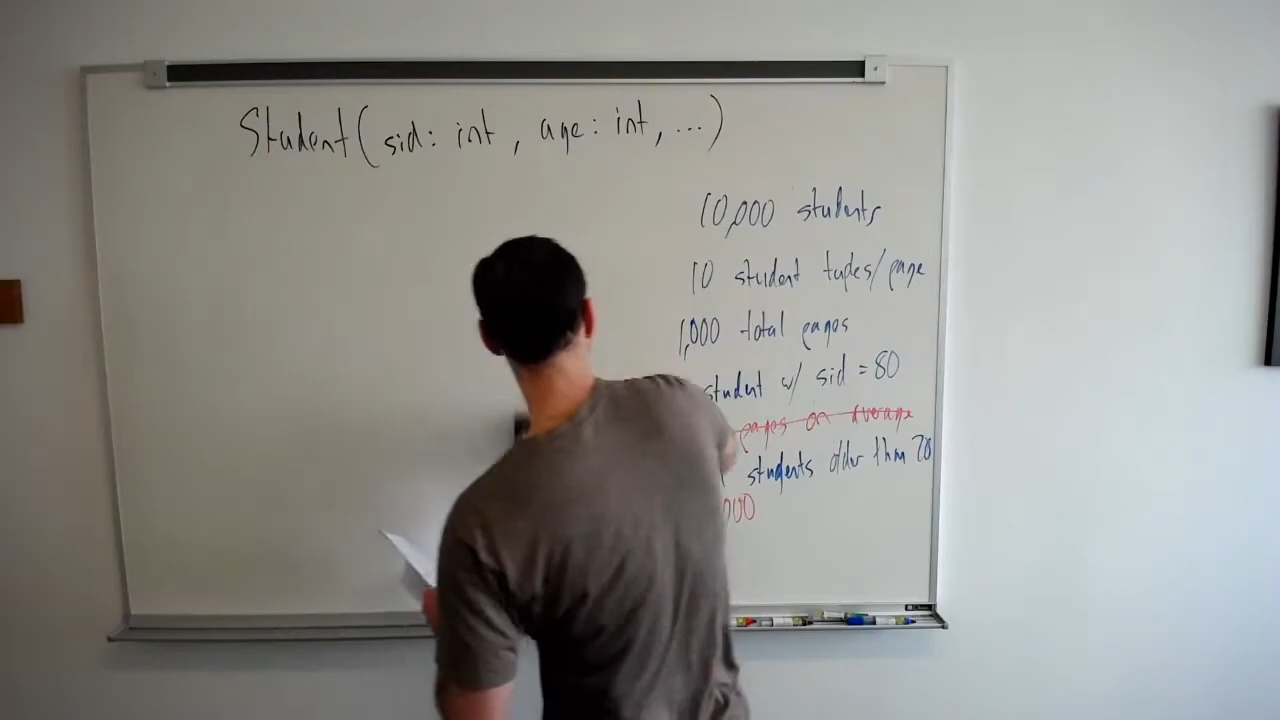 Student(sid: int, age: int, ...)
10,000 students
10 student tuples/page
1,000 total pages
student w/ sid = 80
pages on average
students older than 20
000